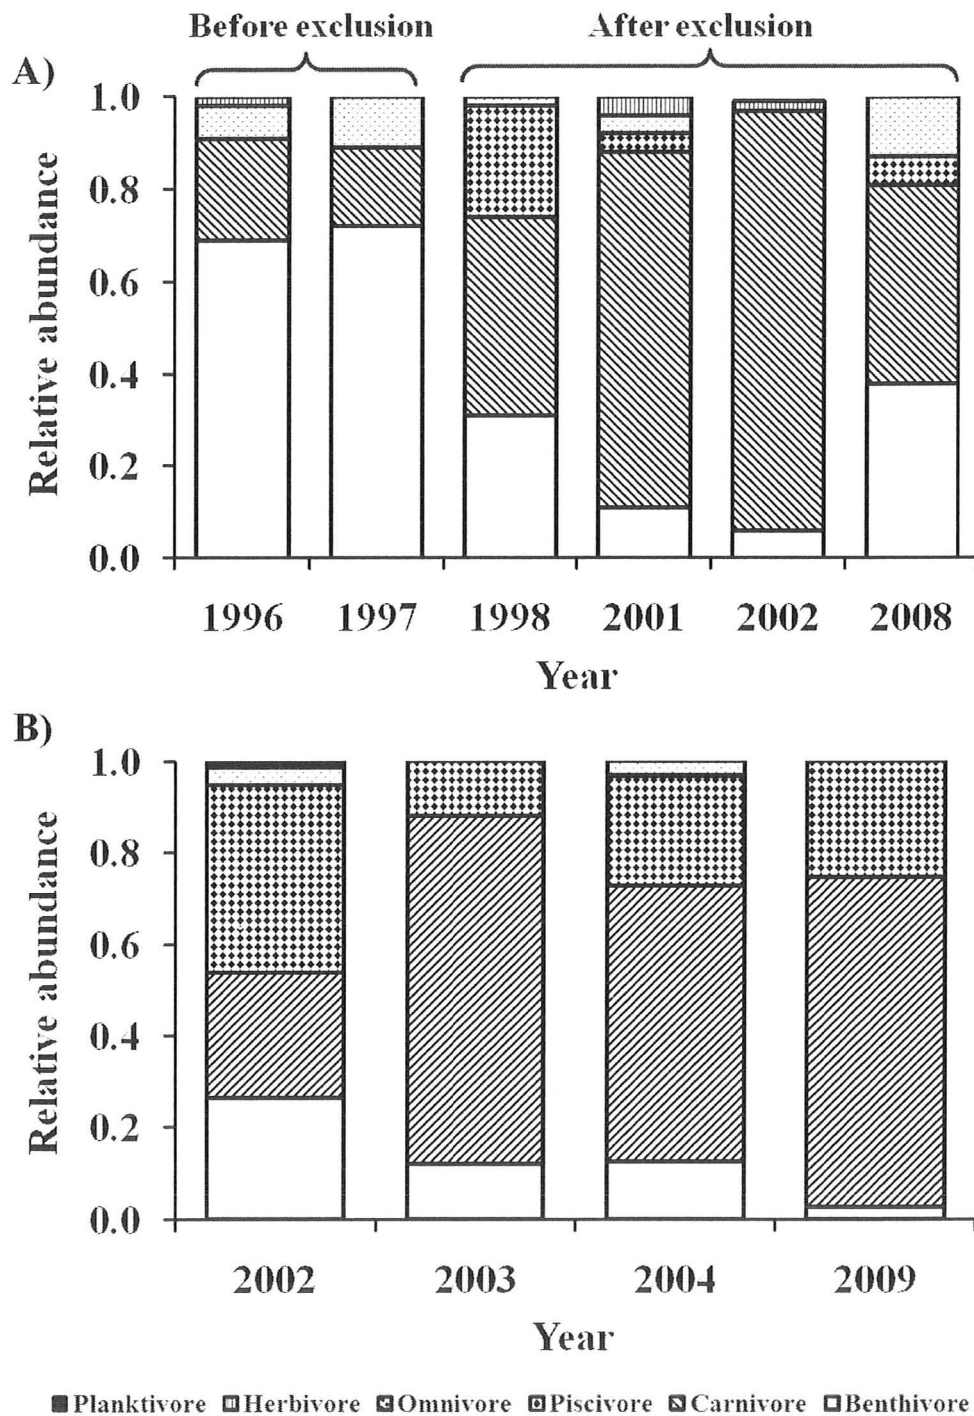 Before exclusion After exclusion
A)
1.0
0.8
0.6
0.4
0.2
0.0
Relative abundance
1996 1997 1998 2001 2002 2008
Year
B)
1.0
0.8
0.6
0.4
0.2
0.0
Relative abundance
2002 2003 2004 2009
Year
Planktivore Herbivore Omnivore Piscivore Carnivore Benthivore